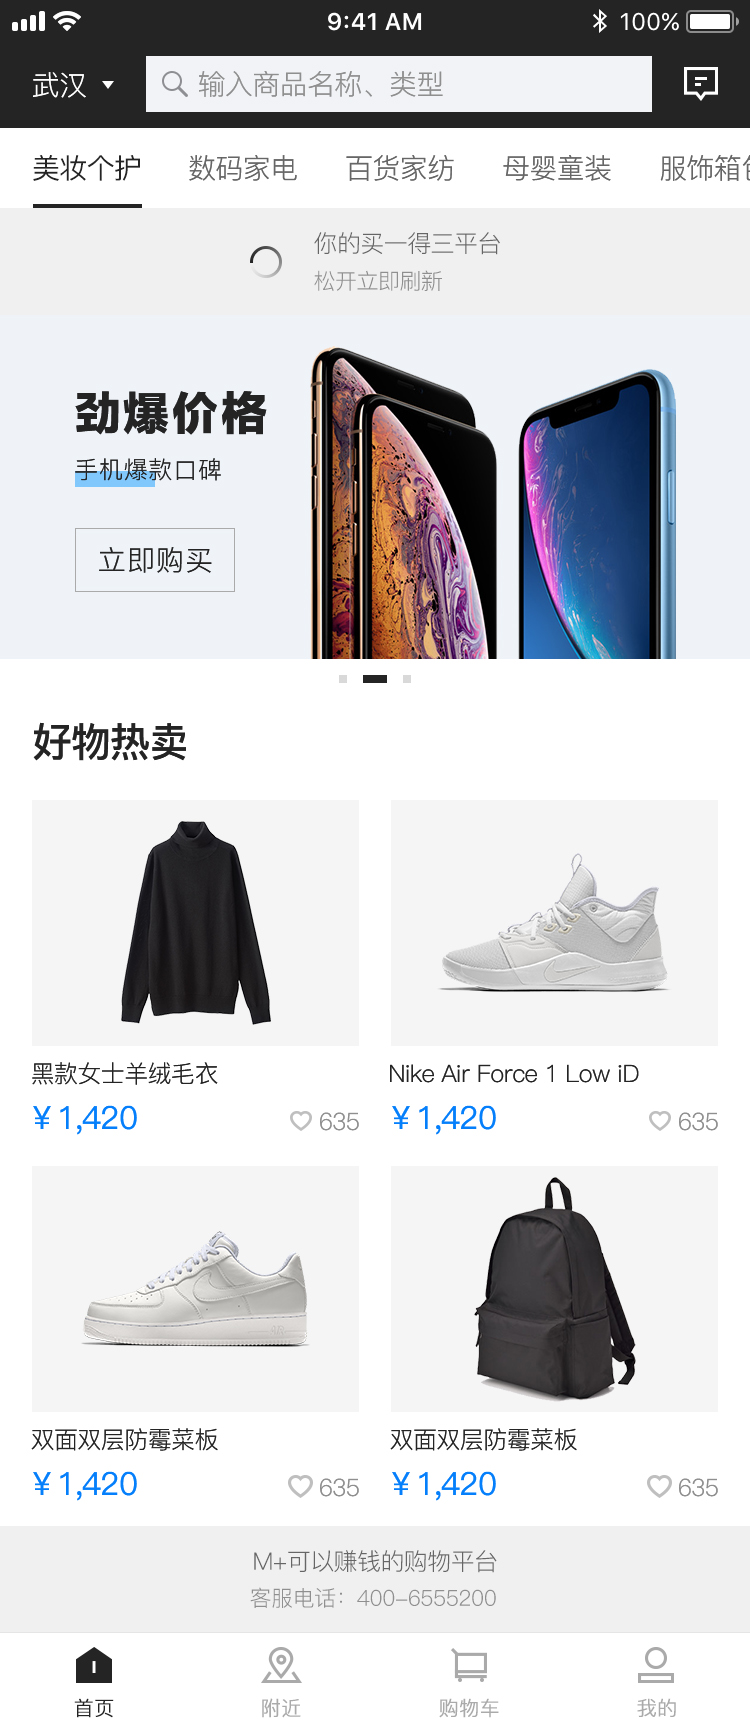 9:41 AM
100%
武汉
输入商品名称、类型
美妆个护
数码家电
百货家纺
母婴童装
服饰箱包
你的买一得三平台
松开立即刷新
劲爆价格
手机爆款口碑
立即购买
好物热卖
黑款女士羊绒毛衣
¥ 1,420
635
Nike Air Force 1 Low iD
¥ 1,420
635
双面双层防霉菜板
¥ 1,420
635
双面双层防霉菜板
¥ 1,420
635
M+可以赚钱的购物平台
客服电话：400-6555200
首页
附近
购物车
我的